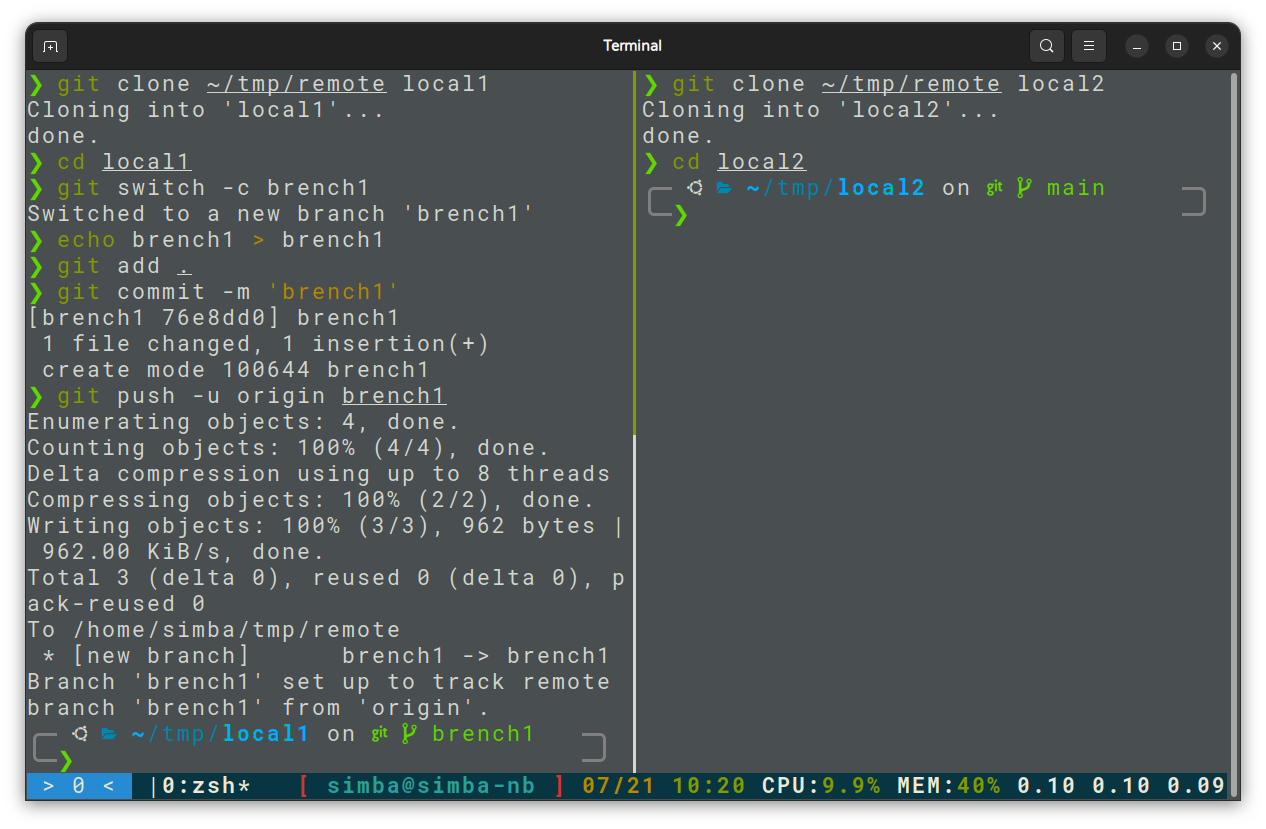 Terminal
❯ git clone ~/tmp/remote local1
Cloning into 'local1'...
done.
❯ cd local1
❯ git switch -c brench1
Switched to a new branch 'brench1'
❯ echo brench1 > brench1
❯ git add .
❯ git commit -m 'brench1'
[brench1 76e8dd0] brench1
 1 file changed, 1 insertion(+)
 create mode 100644 brench1
❯ git push -u origin brench1
Enumerating objects: 4, done.
Counting objects: 100% (4/4), done.
Delta compression using up to 8 threads
Compressing objects: 100% (2/2), done.
Writing objects: 100% (3/3), 962 bytes |
 962.00 KiB/s, done.
Total 3 (delta 0), reused 0 (delta 0), p
ack-reused 0
To /home/simba/tmp/remote
 * [new branch]      brench1 -> brench1
Branch 'brench1' set up to track remote
branch 'brench1' from 'origin'.
~/tmp/local1 on git brench1
❯
❯ git clone ~/tmp/remote local2
Cloning into 'local2'...
done.
❯ cd local2
~/tmp/local2 on git main
❯
> 0 < |0:zsh* [ simba@simba-nb ] 07/21 10:20 CPU:9.9% MEM:40% 0.10 0.10 0.09